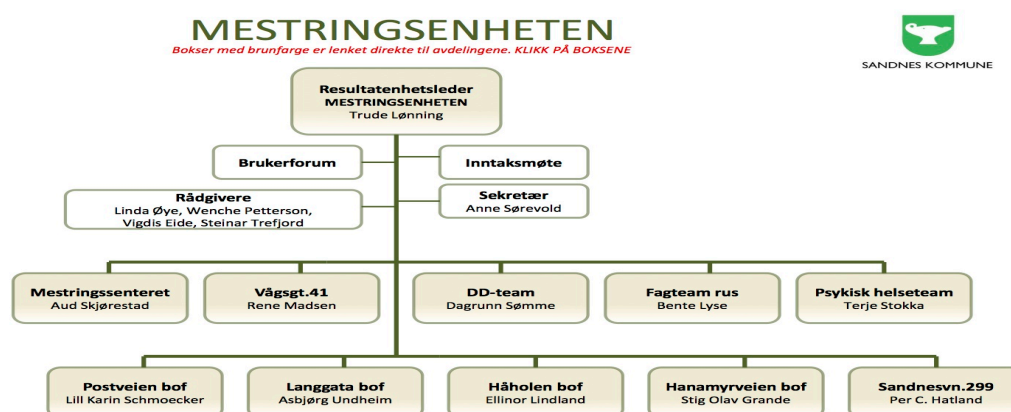 MESTRINGSENHETEN
Bokser med brunfarge er lenket direkte til avdelingene. KLIKK PÅ BOKSENE
SANDNES KOMMUNE
Resultatenhetsleder
MESTRINGSENHETEN
Trude Lønning
Brukerforum
Inntaksmøte
Rådgivere
Linda Øye, Wenche Petterson,
Vigdis Eide, Steinar Trefjord
Sekretær
Anne Sørevold
Mestringssenteret
Aud Skjørestad
Vågsgt.41
Rene Madsen
DD-team
Dagrunn Sømme
Fagteam rus
Bente Lyse
Psykisk helseteam
Terje Stokka
Postveien bof
Lill Karin Schmoecker
Langgata bof
Asbjørg Undheim
Håholen bof
Ellinor Lindland
Hanamyrveien bof
Stig Olav Grande
Sandnesvn.299
Per C. Hatland